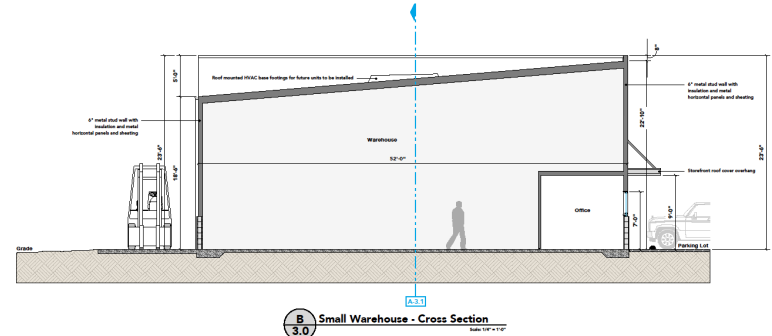 8"
5'-0"
Roof mounted HVAC base footings for future units to be installed
6" metal stud wall with
insulation and metal
horizontal panels and sheeting
6" metal stud wall with
insulation and metal
horizontal panels and sheeting
22'-10"
Warehouse
23'-6"
23'-6"
52'-0"
18'-6"
Storefront roof cover overhang
Office
7'-0"
9'-0"
Grade
Parking Lot
A-3.1
B
3.0
Small Warehouse - Cross Section
Scale: 1/4" = 1'-0"